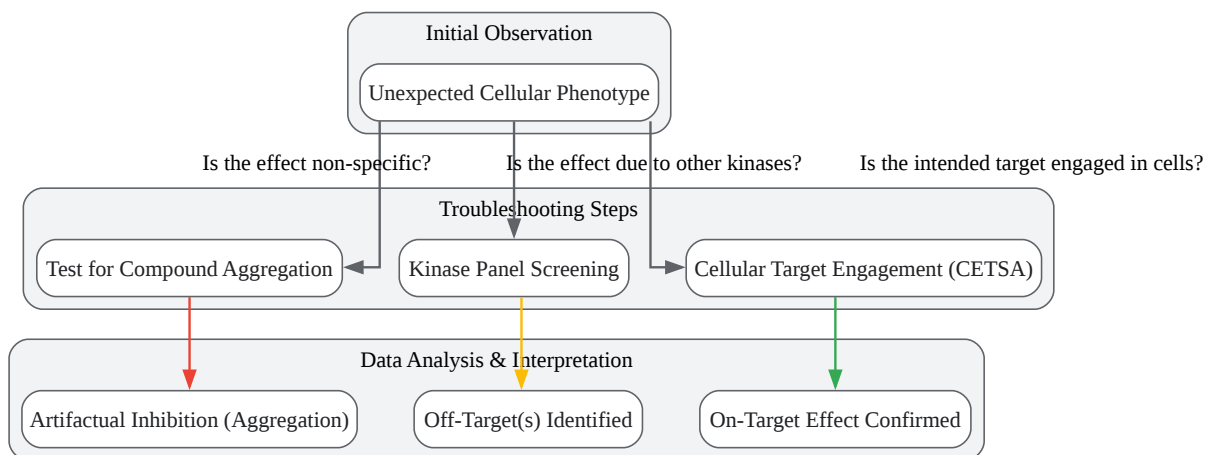 Initial Observation
Unexpected Cellular Phenotype
Is the effect non-specific?
Is the effect due to other kinases?
Is the intended target engaged in cells?
Troubleshooting Steps
Test for Compound Aggregation
Kinase Panel Screening
Cellular Target Engagement (CETSA)
Data Analysis & Interpretation
Artifactual Inhibition (Aggregation)
Off-Target(s) Identified
On-Target Effect Confirmed